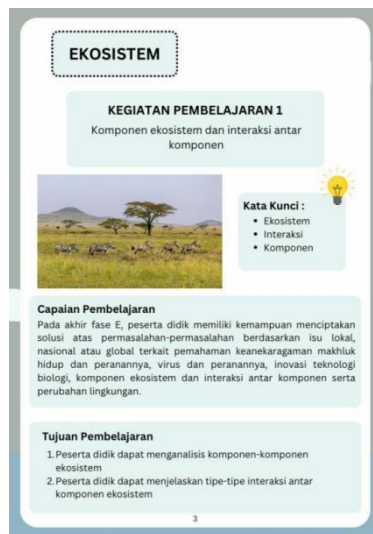 EKOSISTEM
KEGIATAN PEMBELAJARAN 1
Komponen ekosistem dan interaksi antar
komponen
Kata Kunci :
• Ekosistem
• Interaksi
• Komponen
Capaian Pembelajaran
Pada akhir fase E, peserta didik memiliki kemampuan menciptakan
solusi atas permasalahan-permasalahan berdasarkan isu lokal,
nasional atau global terkait pemahaman keanekaragaman makhluk
hidup dan peranannya, virus dan peranannya, inovasi teknologi
biologi, komponen ekosistem dan interaksi antar komponen serta
perubahan lingkungan.
Tujuan Pembelajaran
1. Peserta didik dapat menganalisis komponen-komponen
ekosistem
2. Peserta didik dapat menjelaskan tipe-tipe interaksi antar
komponen ekosistem
3